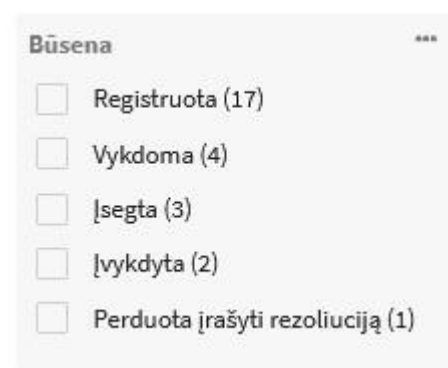 Būsena
Registruota (17)
Vykdoma (4)
Įsegta (3)
Įvykdyta (2)
Perduota įrašyti rezoliuciją (1)